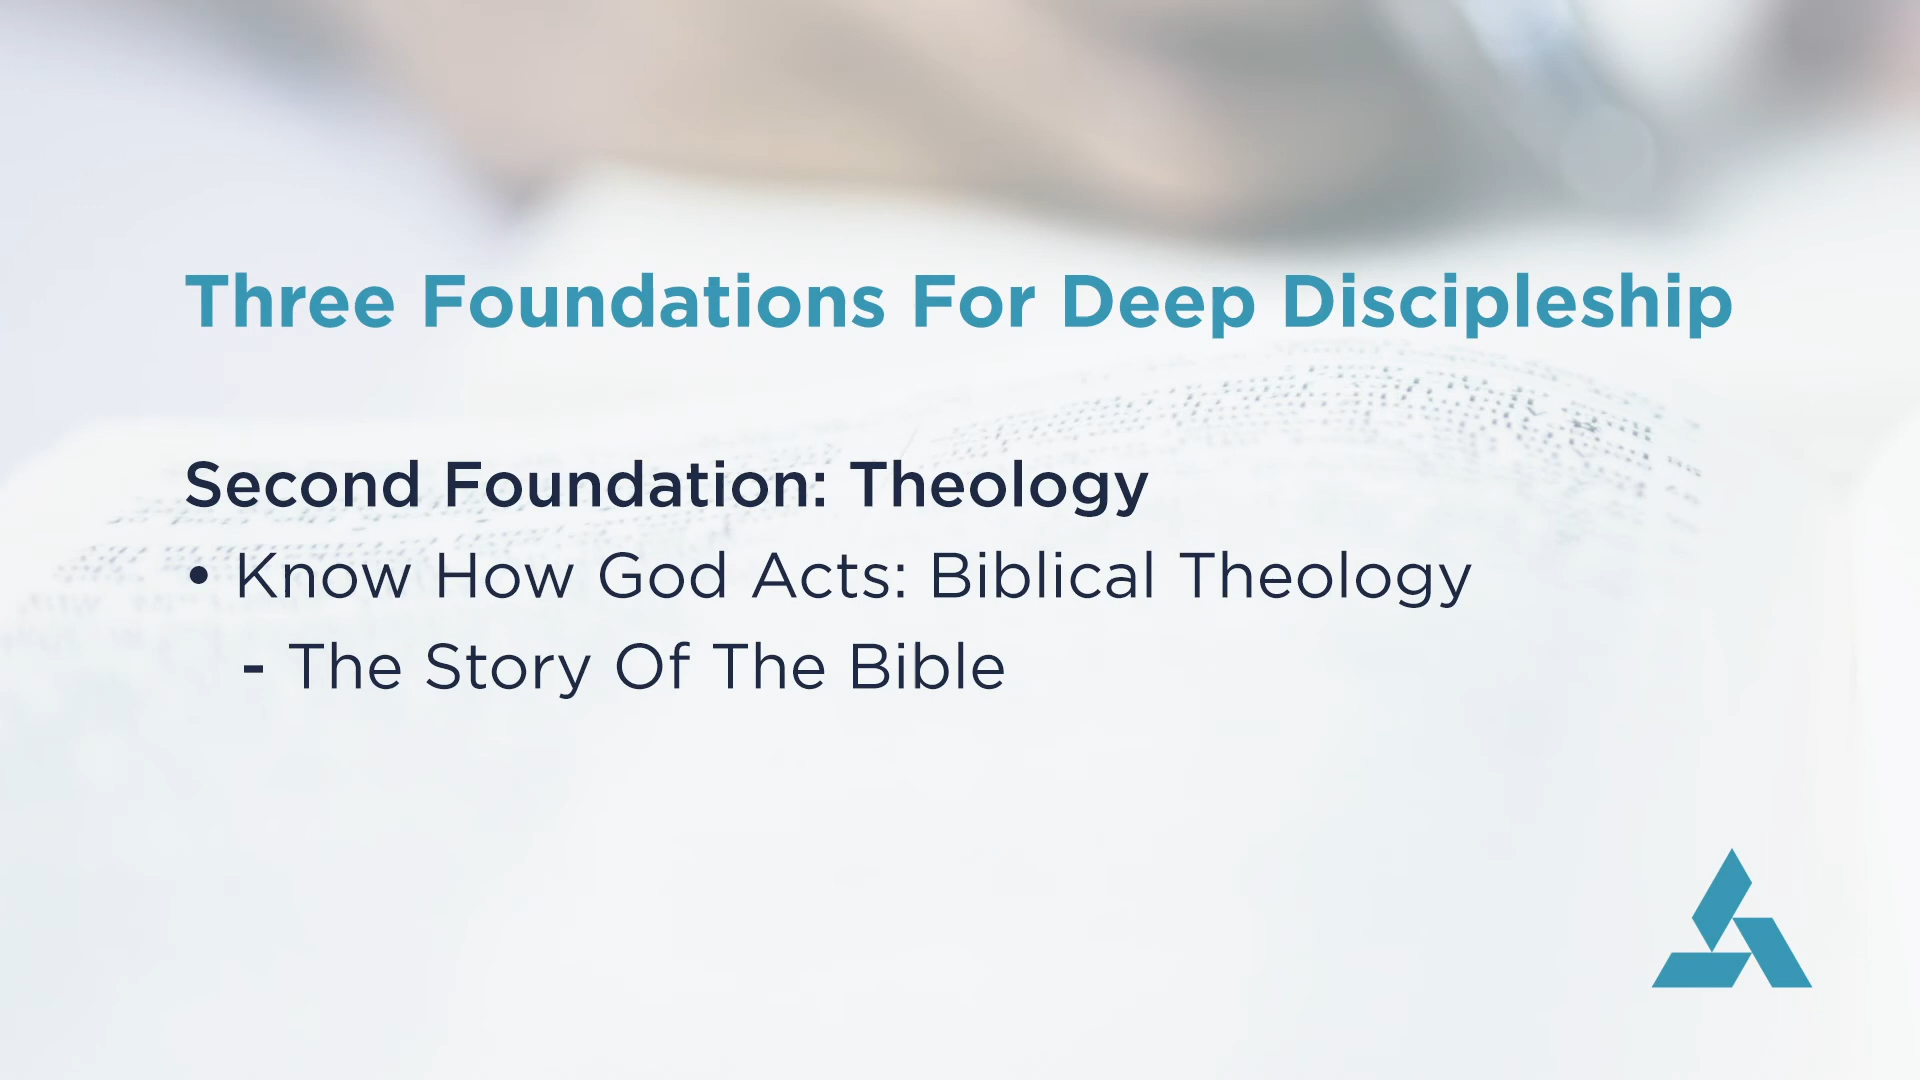 Three Foundations For Deep Discipleship
Second Foundation: Theology
• Know How God Acts: Biblical Theology
- The Story Of The Bible